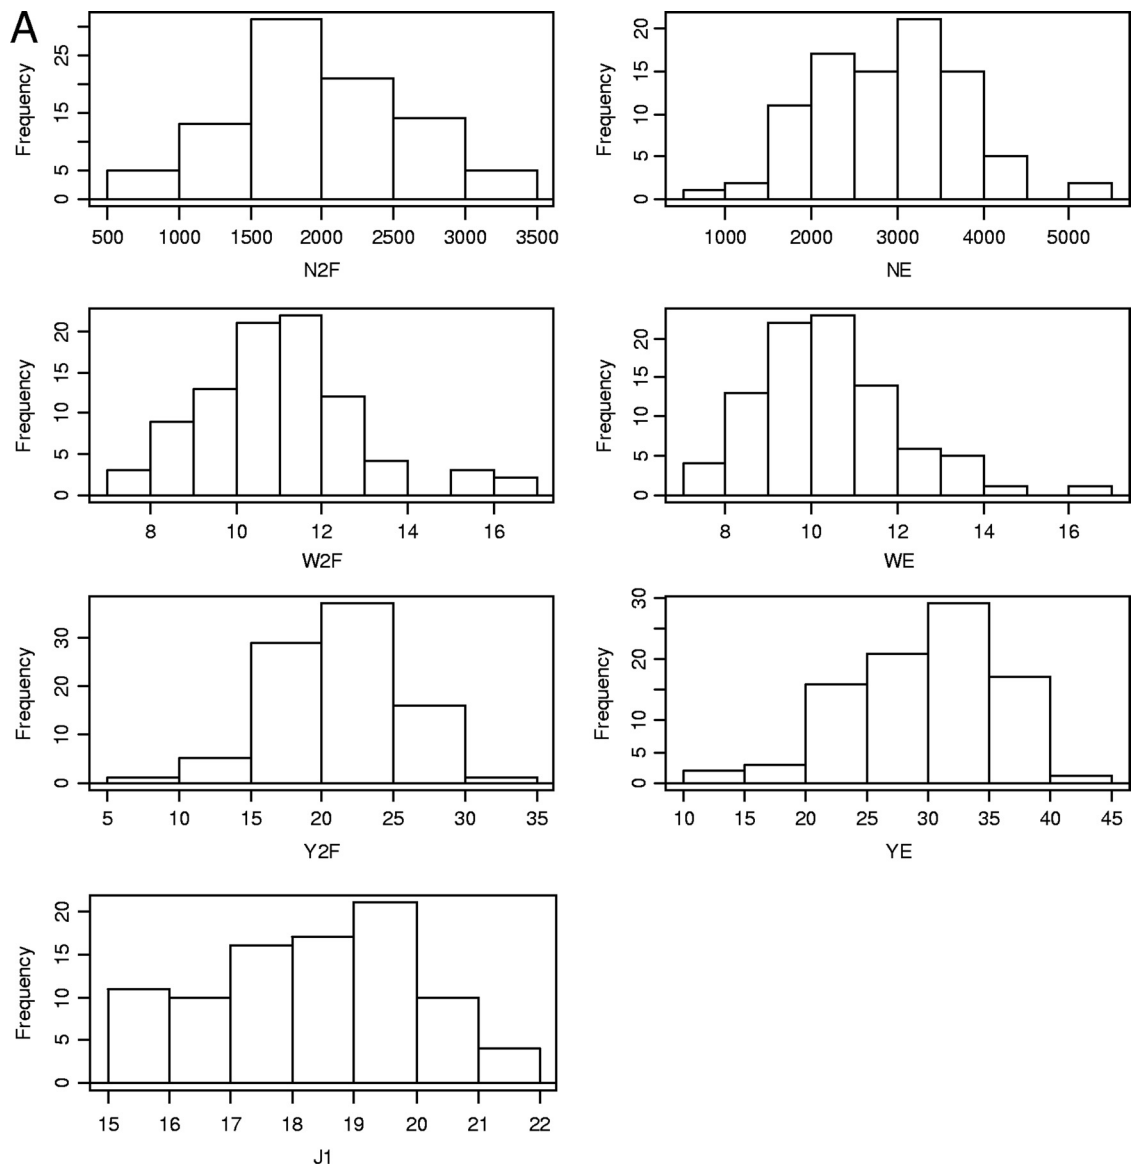 A
Frequency
0 5 15 25
500 1000 1500 2000 2500 3000 3500
N2F
Frequency
0 5 10 15 20
1000 2000 3000 4000 5000
NE
Frequency
0 5 10 15 20
8 10 12 14 16
W2F
Frequency
0 5 10 15 20
8 10 12 14 16
WE
Frequency
0 10 20 30
5 10 15 20 25 30 35
Y2F
Frequency
0 5 10 20 30
10 15 20 25 30 35 40 45
YE
Frequency
0 5 10 15 20
15 16 17 18 19 20 21 22
J1